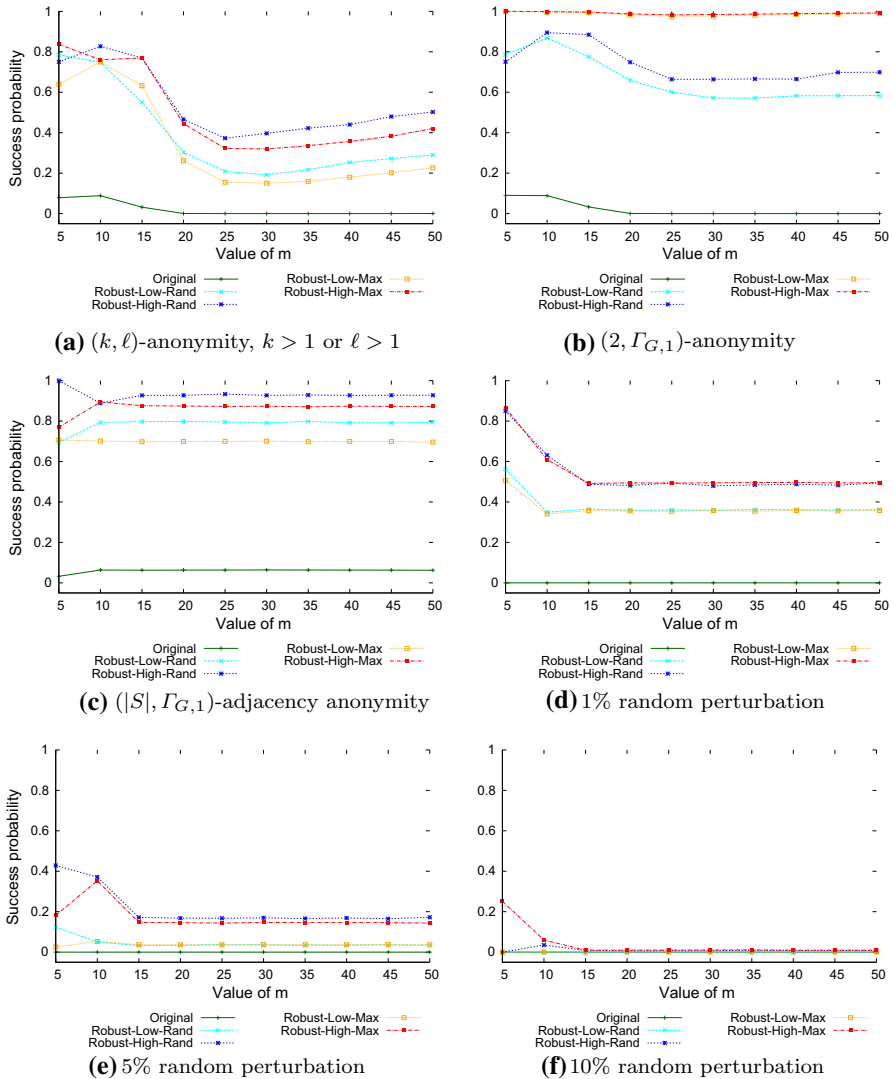 Success probability
1
0.8
0.6
0.4
0.2
0
5 10 15 20 25 30 35 40 45 50
Value of m
Original
Robust-Low-Rand
Robust-High-Rand
Robust-Low-Max
Robust-High-Max
(a) (k, ℓ)-anonymity, k > 1 or ℓ > 1
1
0.8
0.6
0.4
0.2
0
5 10 15 20 25 30 35 40 45 50
Value of m
Original
Robust-Low-Rand
Robust-High-Rand
Robust-Low-Max
Robust-High-Max
(b) (2, Γ_{G,1})-anonymity
Success probability
1
0.8
0.6
0.4
0.2
0
5 10 15 20 25 30 35 40 45 50
Value of m
Original
Robust-Low-Rand
Robust-High-Rand
Robust-Low-Max
Robust-High-Max
(c) (|S|, Γ_{G,1})-adjacency anonymity
1
0.8
0.6
0.4
0.2
0
5 10 15 20 25 30 35 40 45 50
Value of m
Original
Robust-Low-Rand
Robust-High-Rand
Robust-Low-Max
Robust-High-Max
(d) 1% random perturbation
Success probability
1
0.8
0.6
0.4
0.2
0
5 10 15 20 25 30 35 40 45 50
Value of m
Original
Robust-Low-Rand
Robust-High-Rand
Robust-Low-Max
Robust-High-Max
(e) 5% random perturbation
1
0.8
0.6
0.4
0.2
0
5 10 15 20 25 30 35 40 45 50
Value of m
Original
Robust-Low-Rand
Robust-High-Rand
Robust-Low-Max
Robust-High-Max
(f) 10% random perturbation